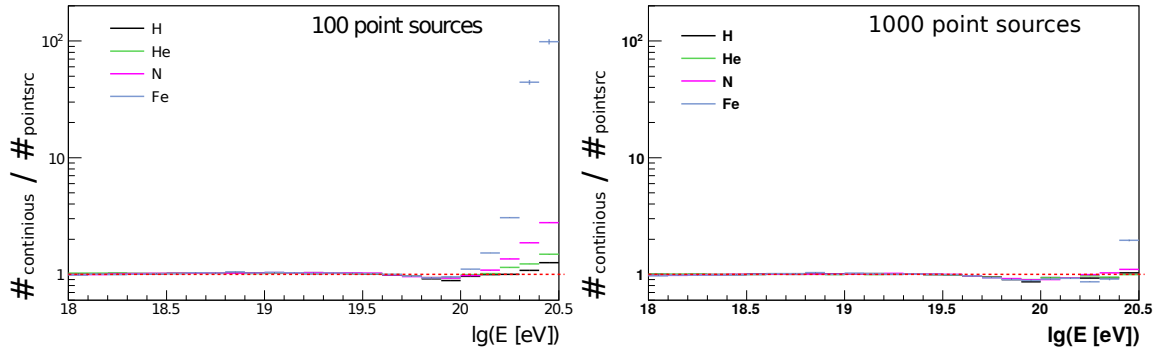 100 point sources
H
He
N
Fe
10²
10
1
# continious / # pointsrc
18 18.5 19 19.5 20 20.5
lg(E [eV])
1000 point sources
H
He
N
Fe
10²
10
1
# continious / # pointsrc
18 18.5 19 19.5 20 20.5
lg(E [eV])